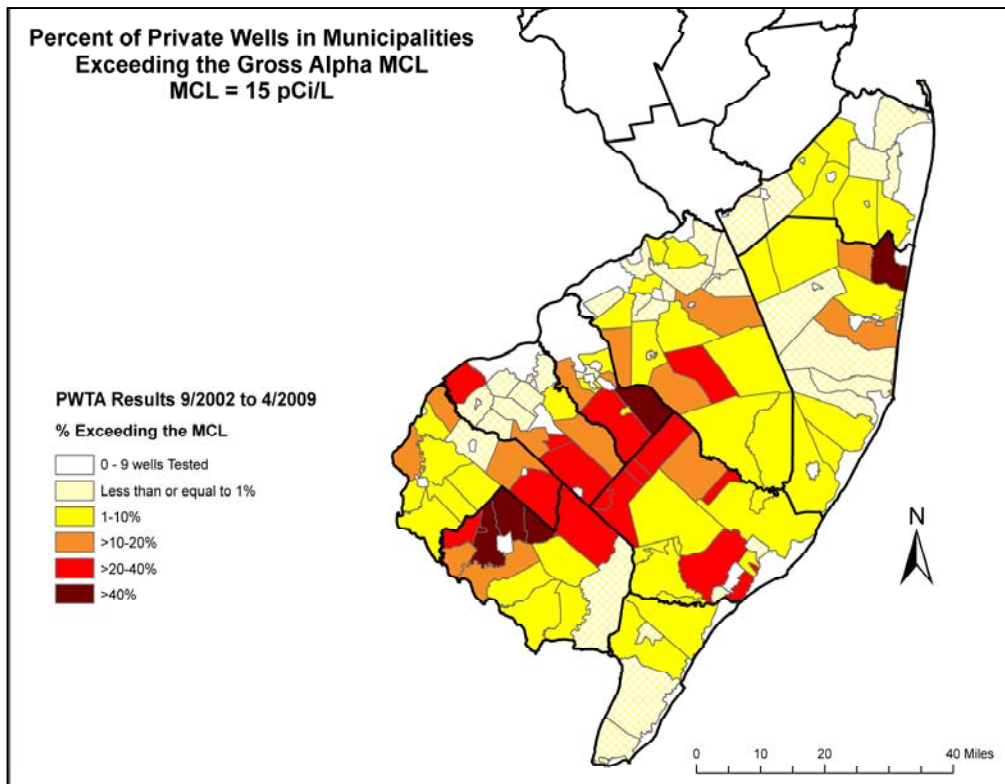 Percent of Private Wells in Municipalities
Exceeding the Gross Alpha MCL
MCL = 15 pCi/L
PWTA Results 9/2002 to 4/2009
% Exceeding the MCL
0 - 9 wells Tested
Less than or equal to 1%
1-10%
>10-20%
>20-40%
>40%
N
0 10 20 40 Miles